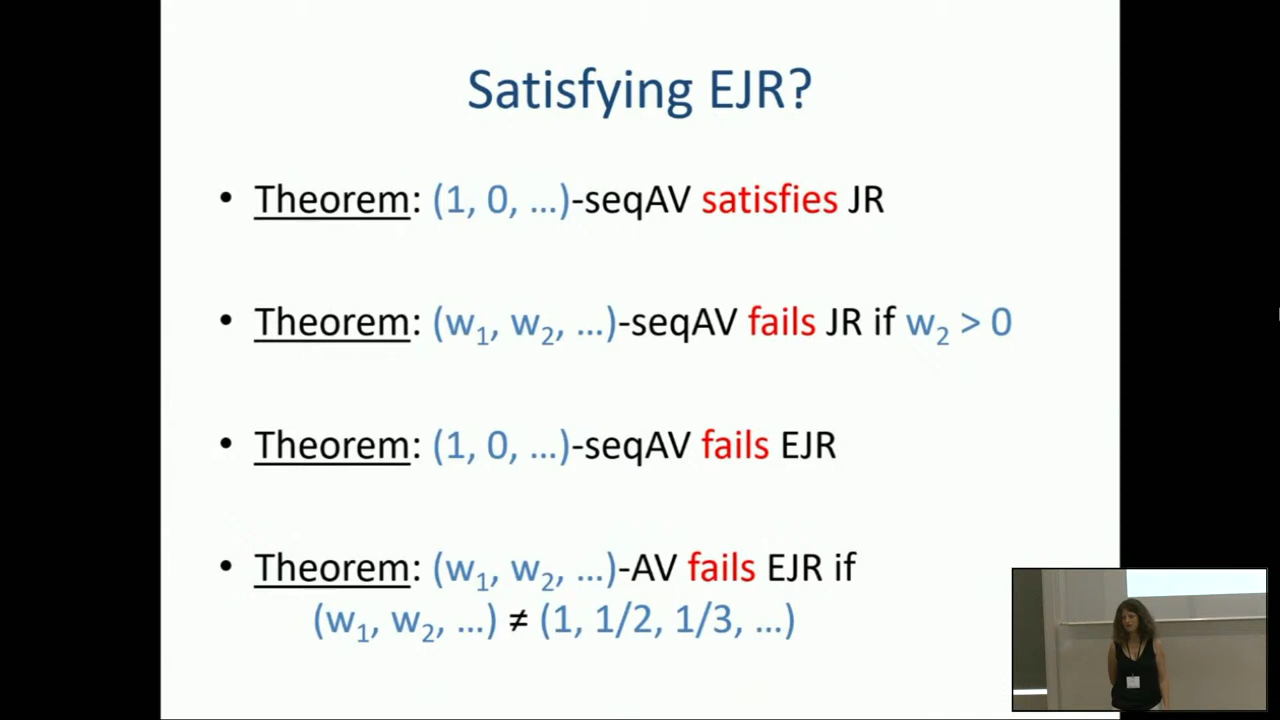 Satisfying EJR?
• Theorem: (1, 0, …)-seqAV satisfies JR
• Theorem: (w₁, w₂, …)-seqAV fails JR if w₂ > 0
• Theorem: (1, 0, …)-seqAV fails EJR
• Theorem: (w₁, w₂, …)-AV fails EJR if
(w₁, w₂, …) ≠ (1, 1/2, 1/3, …)